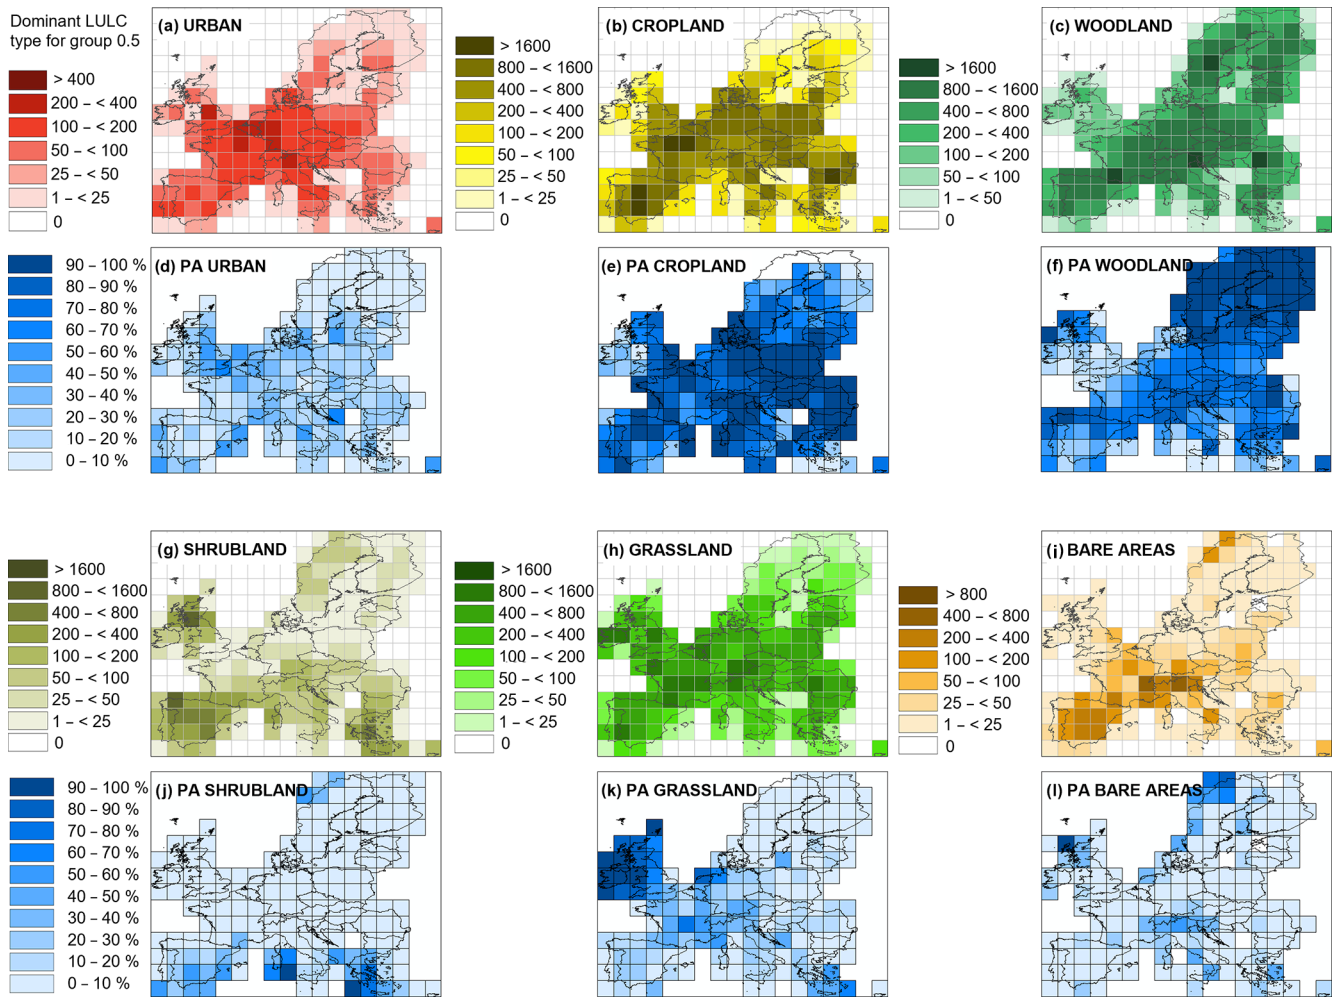 Dominant LULC
type for group 0.5
> 400
200 – < 400
100 – < 200
50 – < 100
25 – < 50
1 – < 25
0
(a) URBAN
> 1600
800 – < 1600
400 – < 800
200 – < 400
100 – < 200
50 – < 100
25 – < 50
1 – < 25
0
(b) CROPLAND
> 1600
800 – < 1600
400 – < 800
200 – < 400
100 – < 200
50 – < 100
1 – < 50
0
(c) WOODLAND
90 – 100 %
80 – 90 %
70 – 80 %
60 – 70 %
50 – 60 %
40 – 50 %
30 – 40 %
20 – 30 %
10 – 20 %
0 – 10 %
(d) PA URBAN
(e) PA CROPLAND
(f) PA WOODLAND
> 1600
800 – < 1600
400 – < 800
200 – < 400
100 – < 200
50 – < 100
25 – < 50
1 – < 25
0
(g) SHRUBLAND
> 1600
800 – < 1600
400 – < 800
200 – < 400
100 – < 200
50 – < 100
25 – < 50
1 – < 25
0
(h) GRASSLAND
> 800
400 – < 800
200 – < 400
100 – < 200
50 – < 100
25 – < 50
1 – < 25
0
(i) BARE AREAS
90 – 100 %
80 – 90 %
70 – 80 %
60 – 70 %
50 – 60 %
40 – 50 %
30 – 40 %
20 – 30 %
10 – 20 %
0 – 10 %
(j) PA SHRUBLAND
(k) PA GRASSLAND
(l) PA BARE AREAS